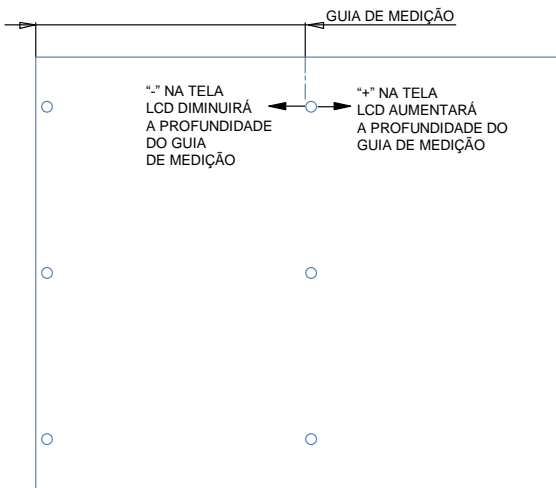 GUIA DE MEDIÇÃO
“-” NA TELA
LCD DIMINUIRÁ
A PROFUNDIDADE
DO GUIA
DE MEDIÇÃO
“+” NA TELA
LCD AUMENTARÁ
A PROFUNDIDADE DO
GUIA DE MEDIÇÃO